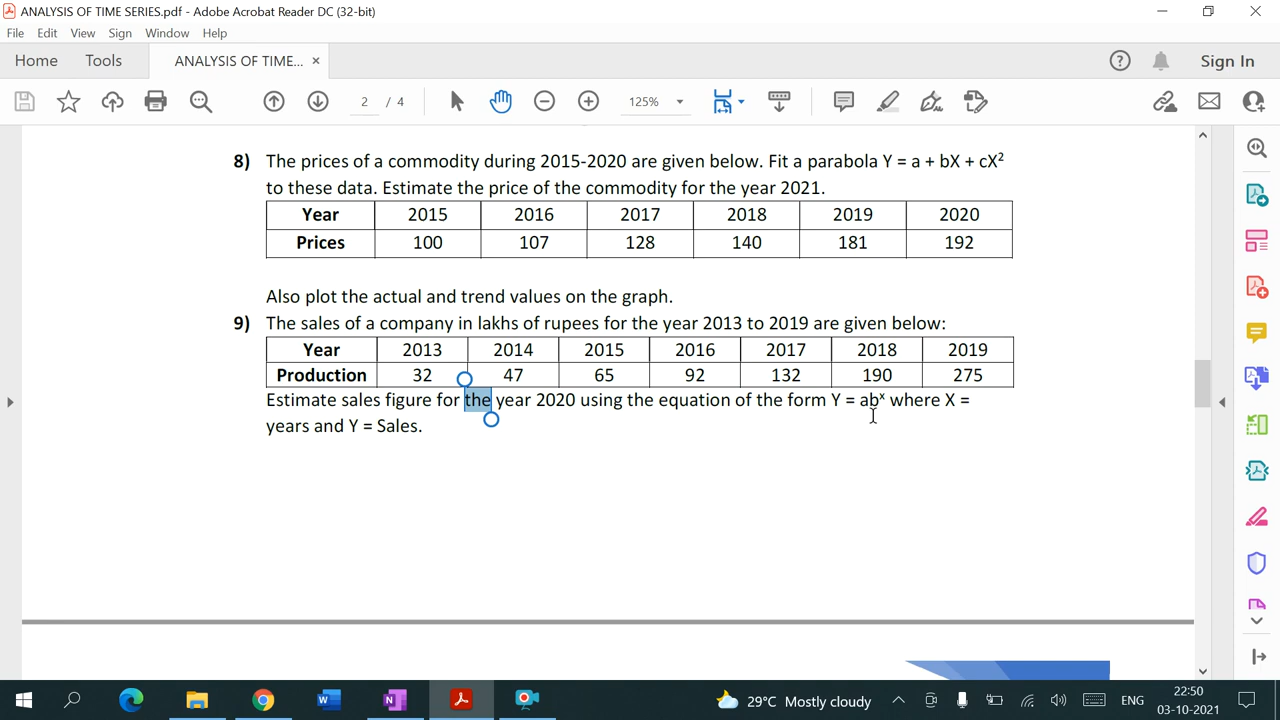 ANALYSIS OF TIME SERIES.pdf - Adobe Acrobat Reader DC (32-bit)
File Edit View Sign Window Help
Home Tools ANALYSIS OF TIME... × Sign In
2 / 4 125%
8) The prices of a commodity during 2015-2020 are given below. Fit a parabola Y = a + bX + cX²
to these data. Estimate the price of the commodity for the year 2021.
Year 2015 2016 2017 2018 2019 2020
Prices 100 107 128 140 181 192
Also plot the actual and trend values on the graph.
9) The sales of a company in lakhs of rupees for the year 2013 to 2019 are given below:
Year 2013 2014 2015 2016 2017 2018 2019
Production 32 47 65 92 132 190 275
Estimate sales figure for the year 2020 using the equation of the form Y = abˣ where X =
years and Y = Sales.
29°C Mostly cloudy ENG 22:50
03-10-2021